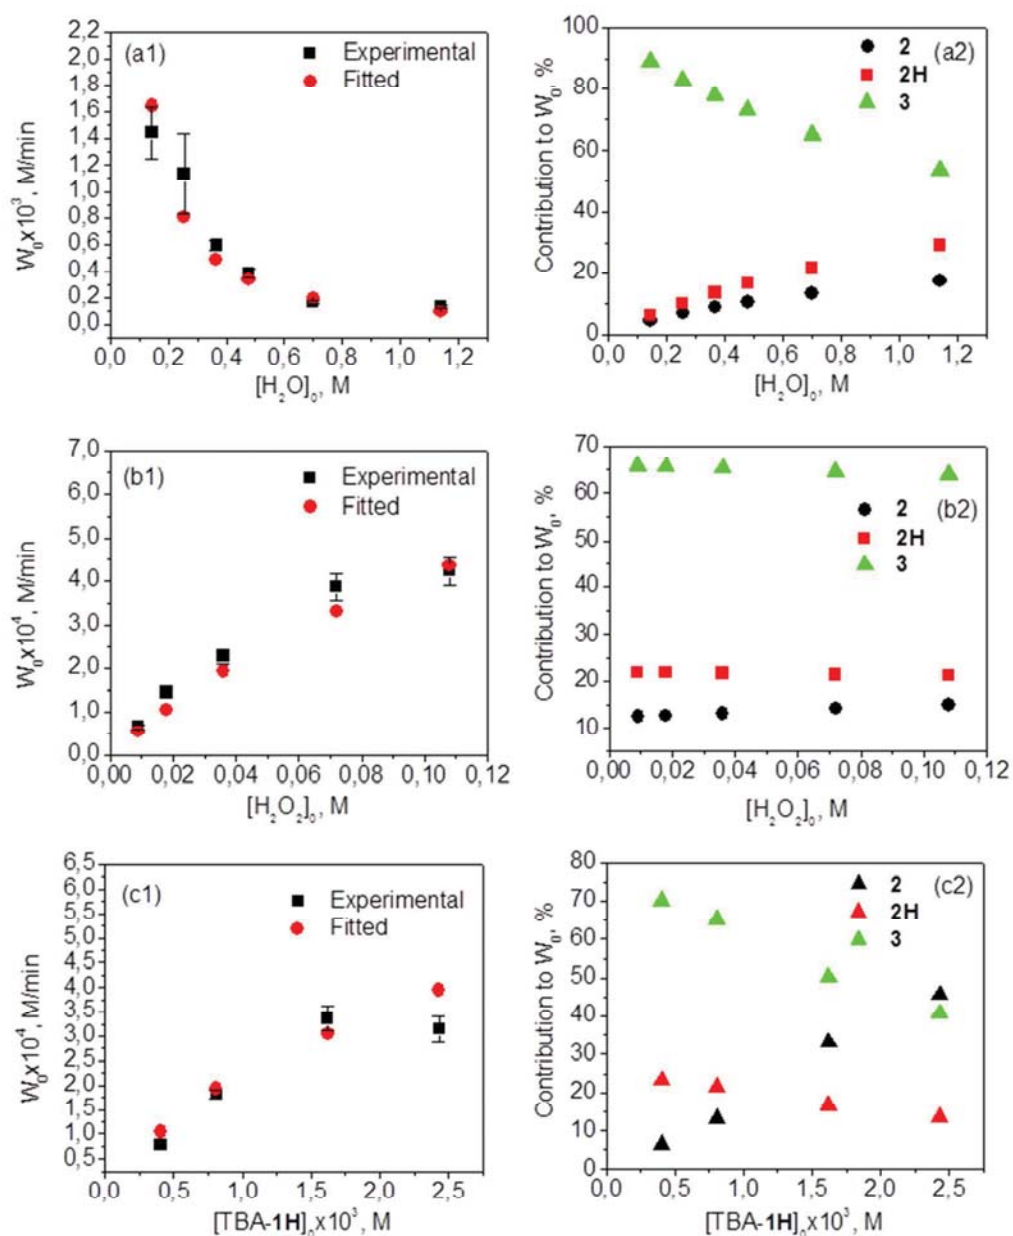 (a1)
Experimental
Fitted
2,2
2,0
1,8
1,6
1,4
1,2
1,0
0,8
0,6
0,4
0,2
0,0
W₀x10³, M/min
0,0 0,2 0,4 0,6 0,8 1,0 1,2
[H₂O]₀, M
(a2)
2
2H
3
100
80
60
40
20
0
Contribution to W₀, %
0,0 0,2 0,4 0,6 0,8 1,0 1,2
[H₂O]₀, M
(b1)
Experimental
Fitted
7,0
6,0
5,0
4,0
3,0
2,0
1,0
0,0
W₀x10⁴, M/min
0,00 0,02 0,04 0,06 0,08 0,10 0,12
[H₂O₂]₀, M
(b2)
2
2H
3
70
60
50
40
30
20
10
Contribution to W₀, %
0,00 0,02 0,04 0,06 0,08 0,10 0,12
[H₂O₂]₀, M
(c1)
Experimental
Fitted
6,5
5,5
5,0
4,0
3,0
2,0
1,5
1,0
0,5
W₀x10⁴, M/min
0,0 0,5 1,0 1,5 2,0 2,5
[TBA-1H]₀x10³, M
(c2)
2
2H
3
80
70
60
50
40
30
20
10
0
Contribution to W₀, %
0,0 0,5 1,0 1,5 2,0 2,5
[TBA-1H]₀x10³, M